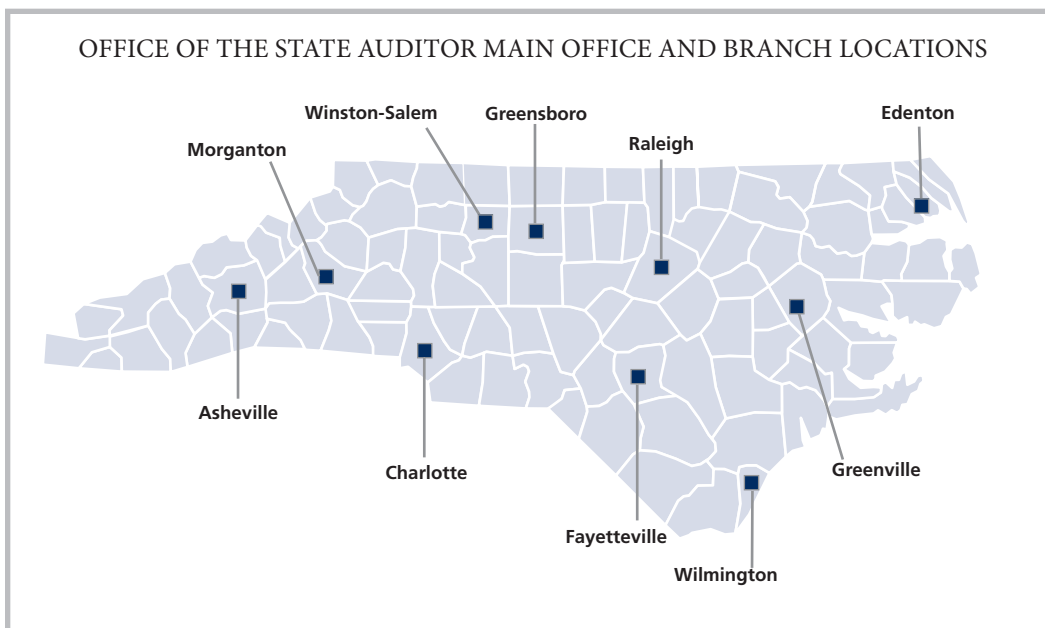 OFFICE OF THE STATE AUDITOR MAIN OFFICE AND BRANCH LOCATIONS
Winston-Salem
Greensboro
Edenton
Morganton
Raleigh
Asheville
Charlotte
Greenville
Fayetteville
Wilmington